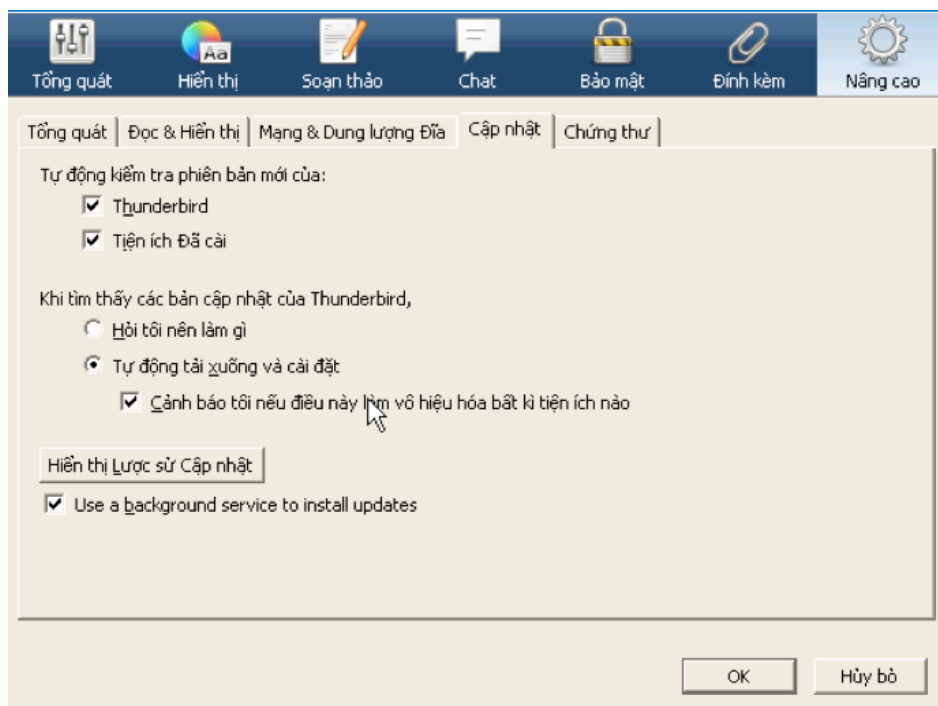 Tổng quát Hiển thị Soạn thảo Chat Bảo mật Đính kèm Nâng cao
Tổng quát Đọc & Hiển thị Mạng & Dung lượng Đĩa Cập nhật Chứng thư
Tự động kiểm tra phiên bản mới của:
Thunderbird
Tiện ích Đã cài
Khi tìm thấy các bản cập nhật của Thunderbird,
Hỏi tôi nên làm gì
Tự động tải xuống và cài đặt
Cảnh báo tôi nếu điều này làm vô hiệu hóa bất kì tiện ích nào
Hiển thị Lược sử Cập nhật
Use a background service to install updates
OK Hủy bỏ